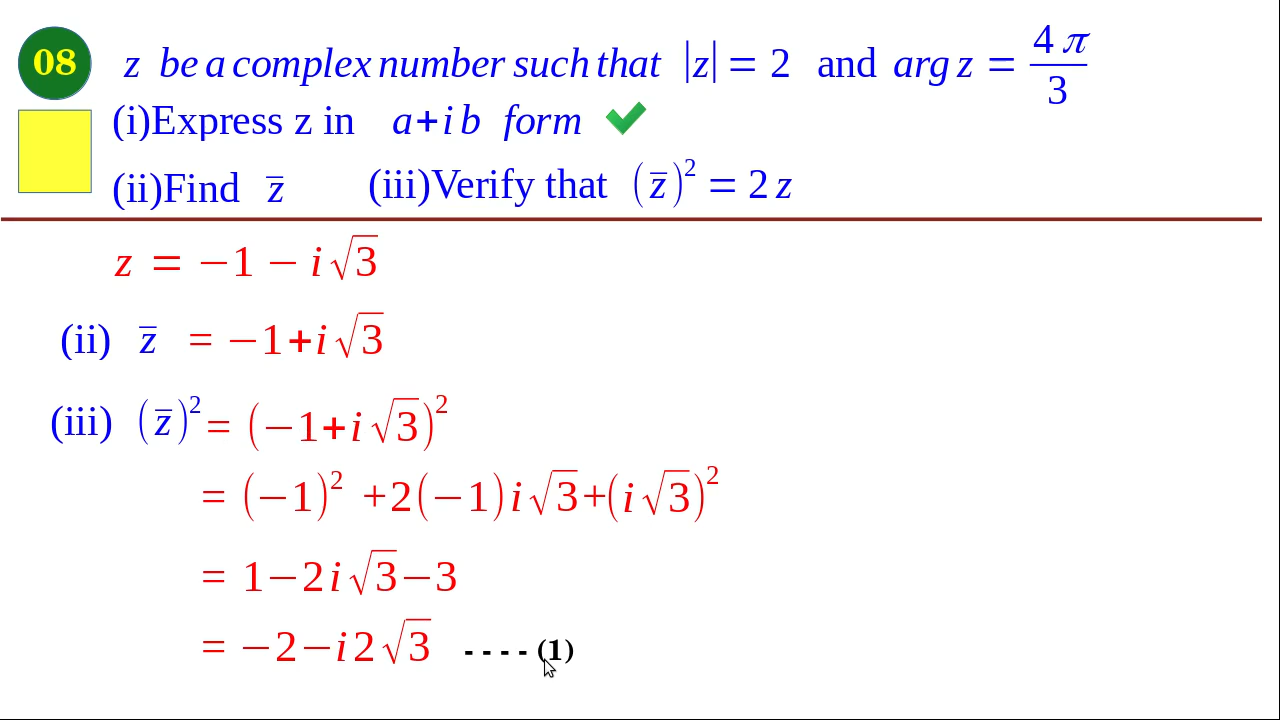 08 z be a complex number such that |z| = 2 and arg z = 4π/3
(i)Express z in a+ib form
(ii)Find z̅ (iii)Verify that (z̅)² = 2z
z = −1 − i√3
(ii) z̅ = −1+i√3
(iii) (z̅)² = (−1+i√3)²
= (−1)² +2(−1)i√3+(i√3)²
= 1−2i√3−3
= −2−i2√3 - - - - (1)